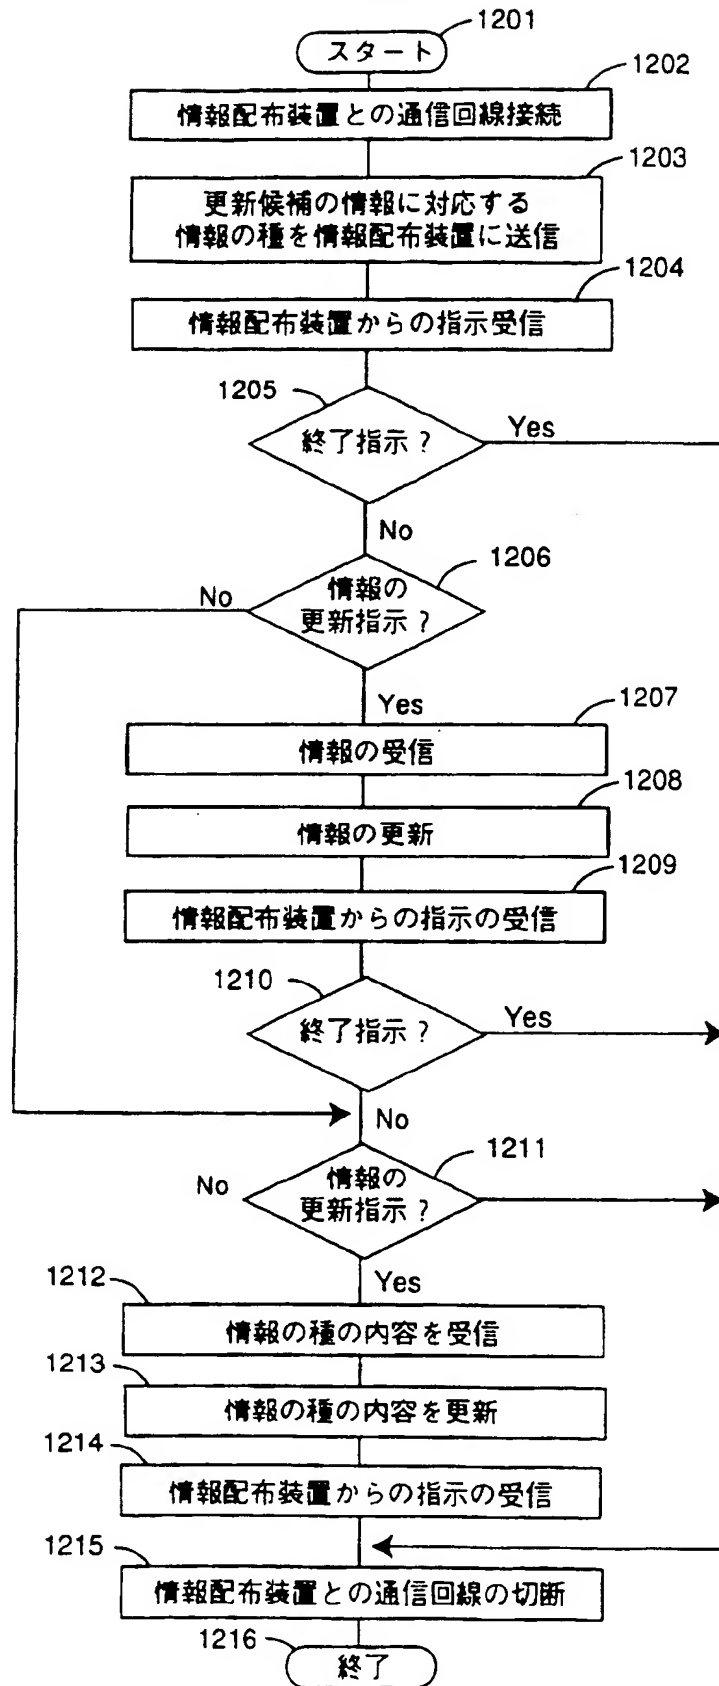 1201
スタート
1202
情報配布装置との通信回線接続
1203
更新候補の情報に対応する
情報の種を情報配布装置に送信
1204
情報配布装置からの指示受信
1205
終了指示？
Yes
No
1206
情報の
更新指示？
No
Yes
1207
情報の受信
1208
情報の更新
1209
情報配布装置からの指示の受信
1210
終了指示？
Yes
No
1211
情報の
更新指示？
No
Yes
1212
情報の種の内容を受信
1213
情報の種の内容を更新
1214
情報配布装置からの指示の受信
1215
情報配布装置との通信回線の切断
1216
終了